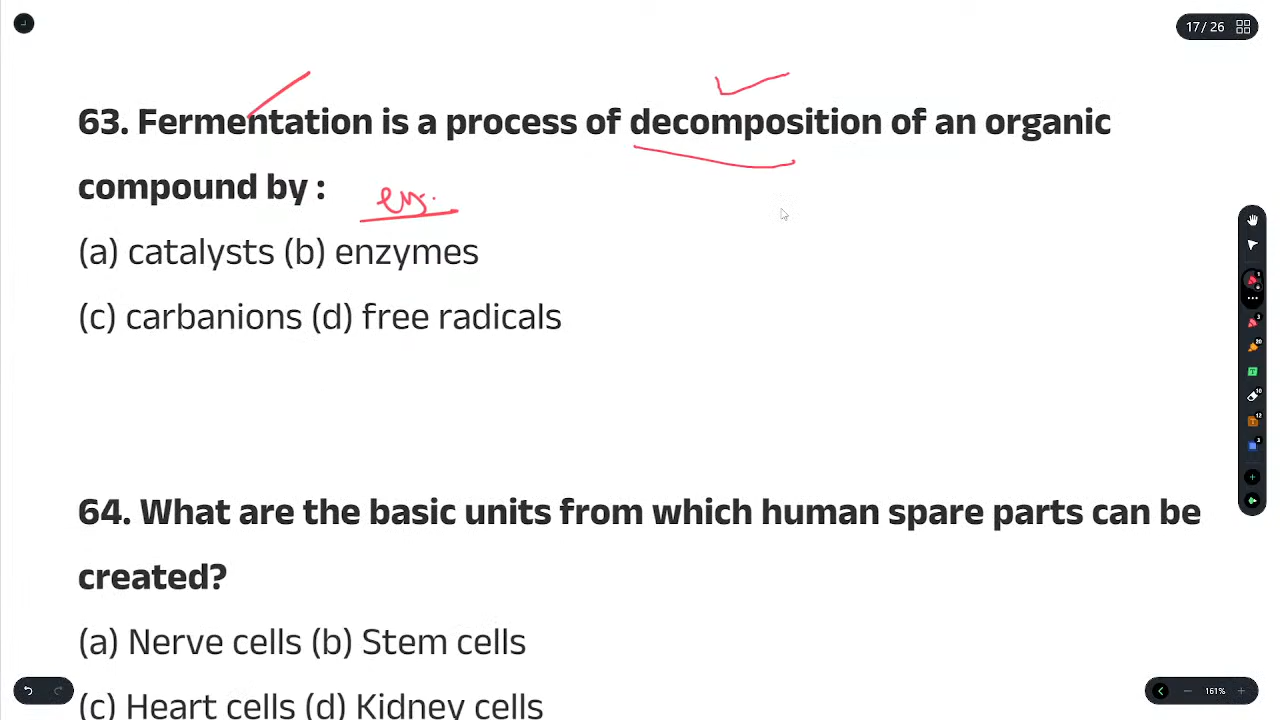 17/ 26
63. Fermentation is a process of decomposition of an organic
compound by :
(a) catalysts (b) enzymes
(c) carbanions (d) free radicals
64. What are the basic units from which human spare parts can be
created?
(a) Nerve cells (b) Stem cells
(c) Heart cells (d) Kidney cells
161%